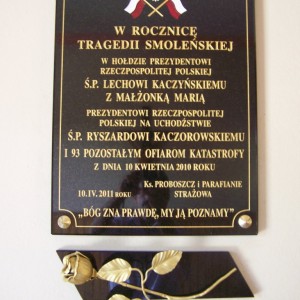 W ROCZNICĘ
TRAGEDII SMOLEŃSKIEJ
W HOŁDZIE PREZYDENTOWI
RZECZPOSPOLITEJ POLSKIEJ
Ś.P. LECHOWI KACZYŃSKIEMU
Z MAŁŻONKĄ MARIĄ
PREZYDENTOWI RZECZYPOSPOLITEJ
POLSKIEJ NA UCHODŹSTWIE
Ś.P. RYSZARDOWI KACZOROWSKIEMU
I 93 POZOSTAŁYM OFIAROM KATASTROFY
Z DNIA 10 KWIETNIA 2010 ROKU
Ks. PROBOSZCZ i PARAFIANIE
10.IV. 2011 ROKU STRAŻOWA
„BÓG ZNA PRAWDĘ, MY JĄ POZNAMY"